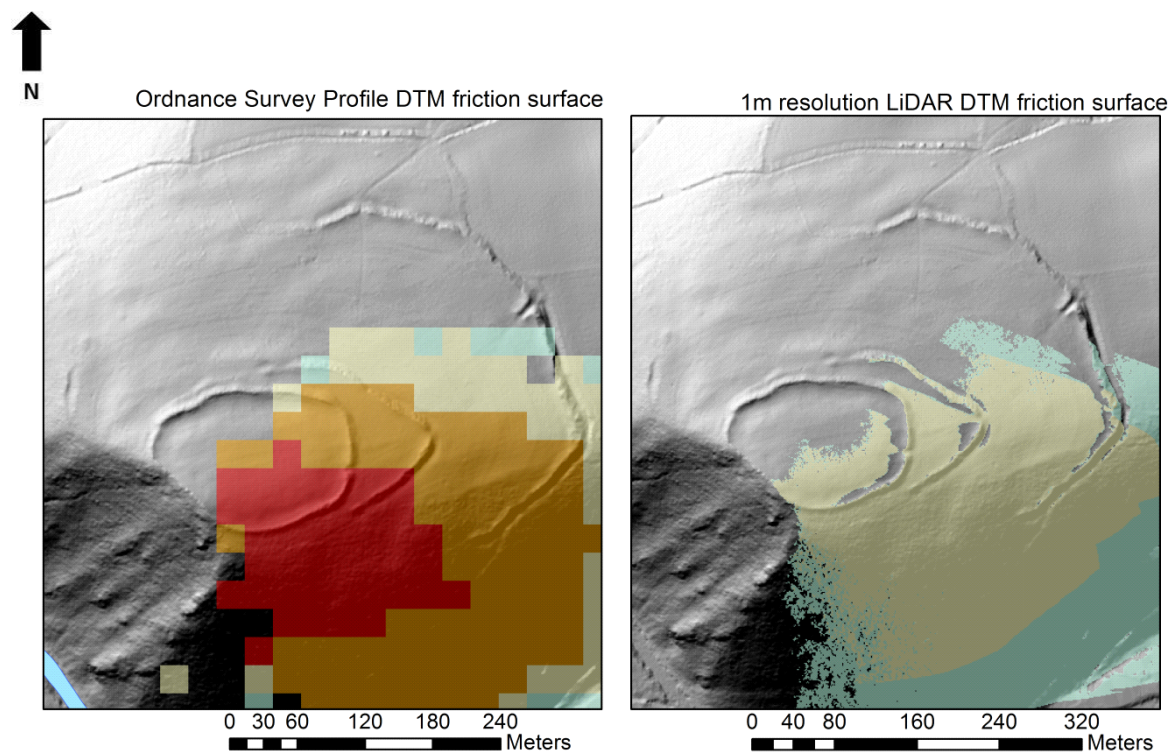 N
Ordnance Survey Profile DTM friction surface
1m resolution LiDAR DTM friction surface
0 30 60 120 180 240
Meters
0 40 80 160 240 320
Meters